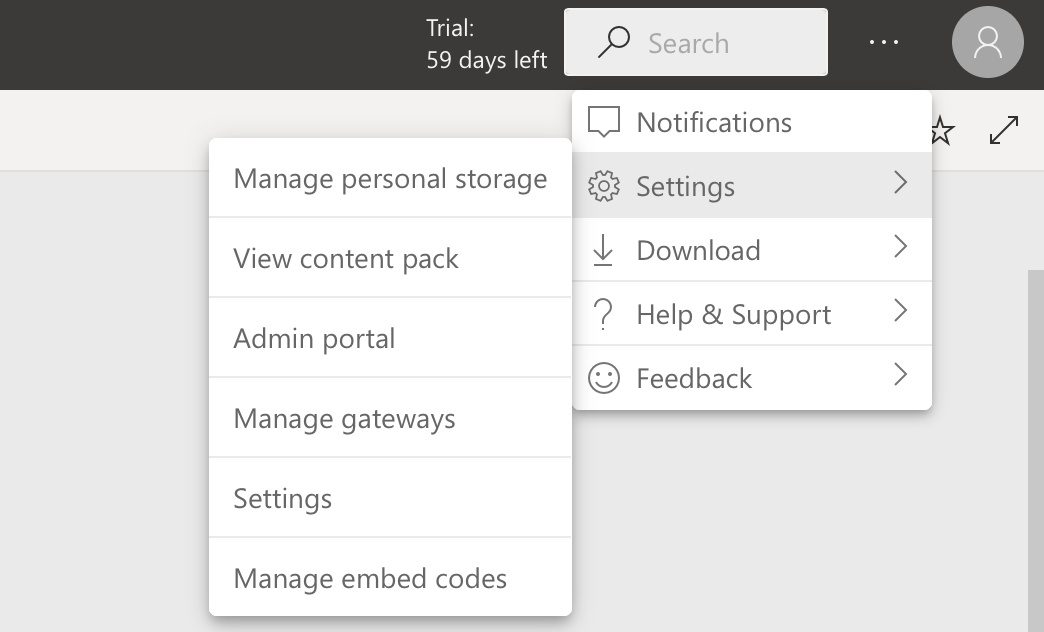 Trial:
59 days left
Search
Notifications
Settings
Download
Help & Support
Feedback
Manage personal storage
View content pack
Admin portal
Manage gateways
Settings
Manage embed codes